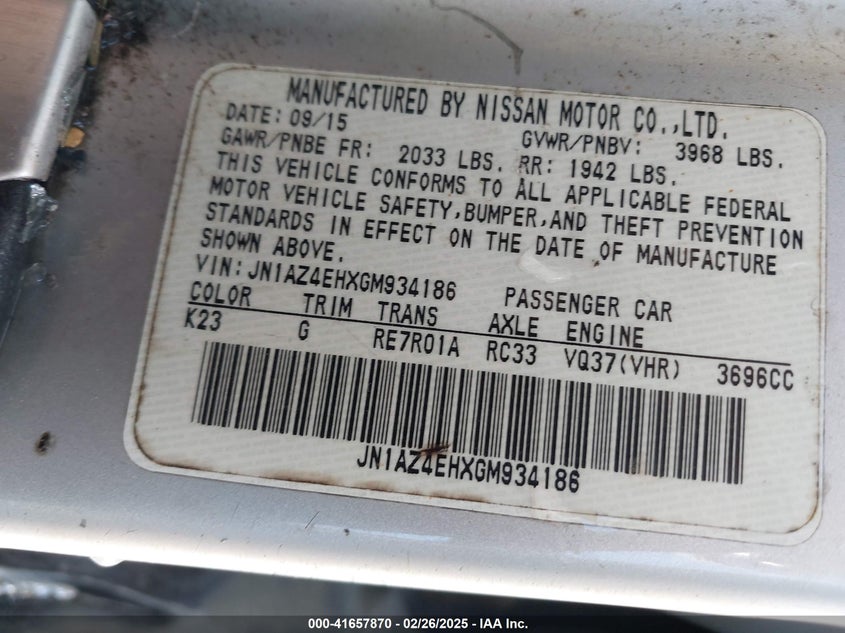 MANUFACTURED BY NISSAN MOTOR CO.,LTD.
DATE: 09/15 GVWR/PNBV: 3968 LBS.
GAWR/PNBE FR: 2033 LBS. RR: 1942 LBS.
THIS VEHICLE CONFORMS TO ALL APPLICABLE FEDERAL
MOTOR VEHICLE SAFETY,BUMPER,AND THEFT PREVENTION
STANDARDS IN EFFECT ON THE DATE OF MANUFACTURE
SHOWN ABOVE.
VIN: JN1AZ4EHXGM934186 PASSENGER CAR
COLOR TRIM TRANS AXLE ENGINE
K23 G RE7R01A RC33 VQ37(VHR) 3696CC
JN1AZ4EHXGM934186
000-41657870 | 02/26/2025 - IAA Inc.